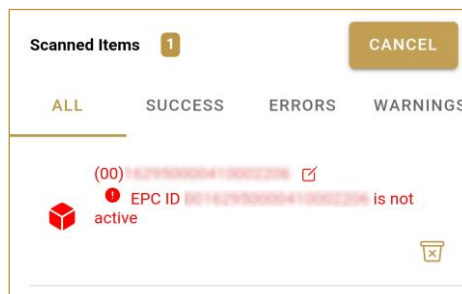 Scanned Items 1
CANCEL
ALL SUCCESS ERRORS WARNINGS
(00)
EPC ID is not
active